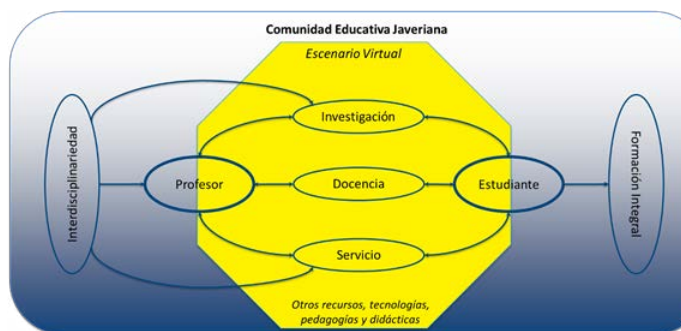 Comunidad Educativa Javeriana
Escenario Virtual
Investigación
Interdisciplinariedad
Profesor
Docencia
Estudiante
Formación Integral
Servicio
Otros recursos, tecnologías,
pedagogías y didácticas